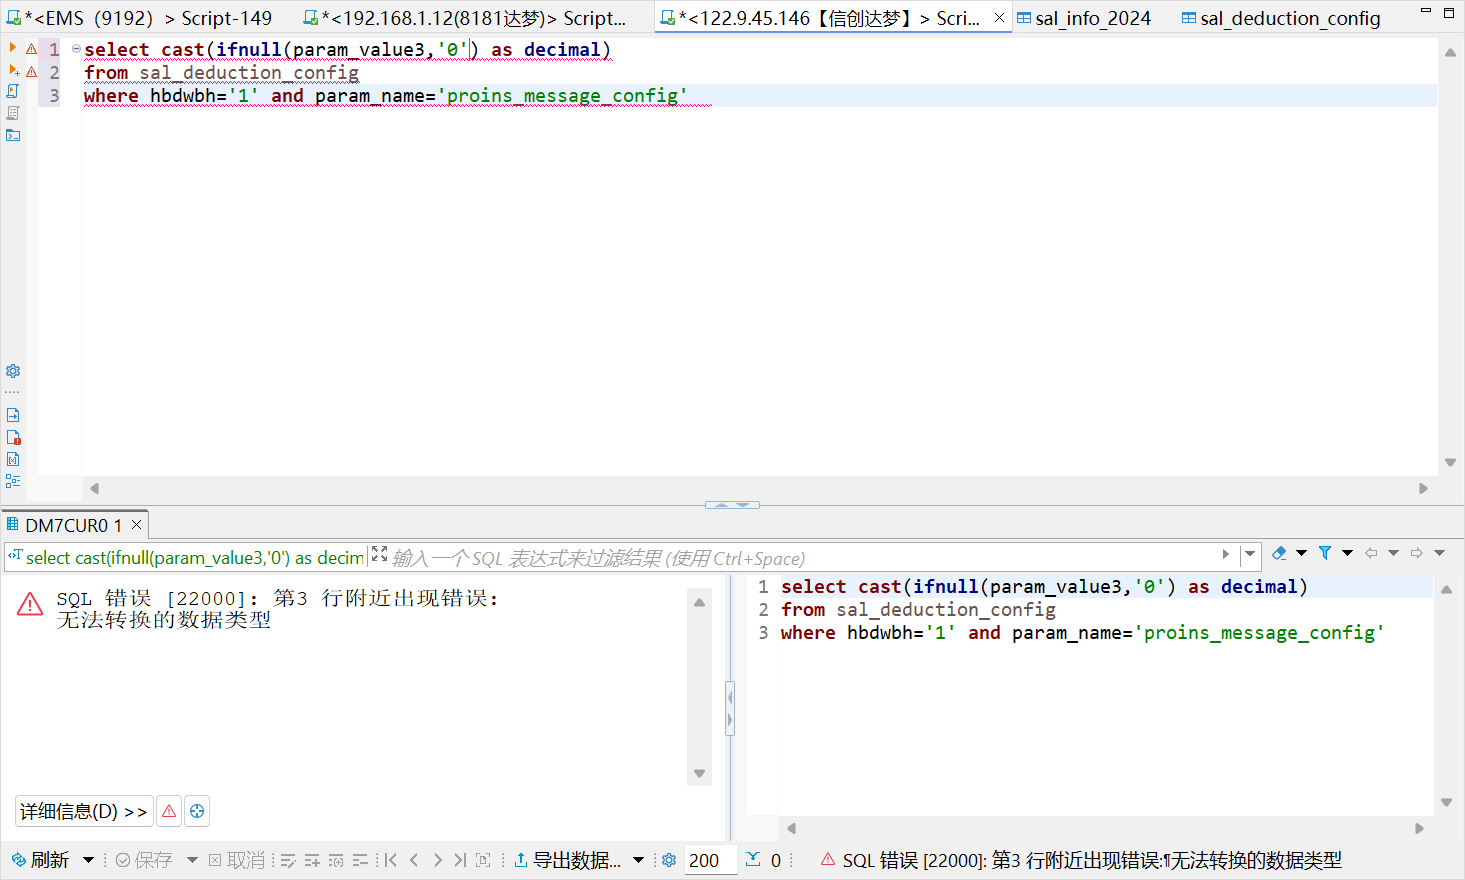 *<EMS（9192）> Script-149
*<192.168.1.12(8181达梦)> Script...
*<122.9.45.146【信创达梦】> Scri...
sal_info_2024
sal_deduction_config
1 select cast(ifnull(param_value3,'0') as decimal)
2 from sal_deduction_config
3 where hbdwbh='1' and param_name='proins_message_config'
DM7CUR0 1
select cast(ifnull(param_value3,'0') as decim
输入一个 SQL 表达式来过滤结果 (使用 Ctrl+Space)
SQL 错误 [22000]: 第3 行附近出现错误:
无法转换的数据类型
1 select cast(ifnull(param_value3,'0') as decimal)
2 from sal_deduction_config
3 where hbdwbh='1' and param_name='proins_message_config'
详细信息(D) >>
刷新
保存
取消
导出数据...
200
0
SQL 错误 [22000]: 第3 行附近出现错误:¶无法转换的数据类型